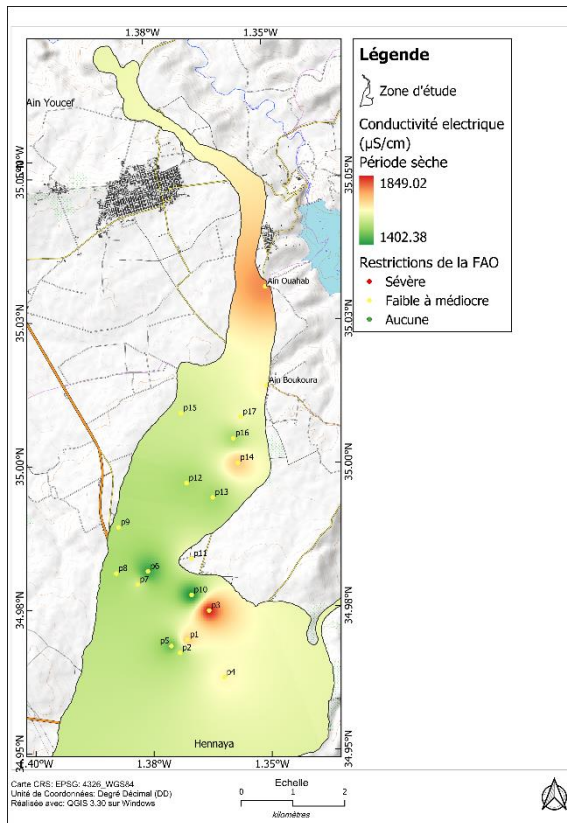 1.38°W 1.35°W
Ain Youcef
35.05°W
35.05°N
Ain Ouahab
35.03°N
35.03°N
Ain Boukoura
p15
p17
p16
p14
35.00°N
35.00°N
p12
p13
p9
p11
p8
p6
p7
p10
p3
34.98°N
34.98°N
p1
p5
p2
p4
Hennaya
34.95°N
34.95°N
1.40°W 1.38°W 1.35°W
Légende
Zone d'étude
Conductivité electrique
(µS/cm)
Période sèche
1849.02
1402.38
Restrictions de la FAO
Sévère
Faible à médiocre
Aucune
Carte CRS: EPSG: 4326_WGS84
Unité de Coordonnées: Degré Décimal (DD)
Réalisée avec: QGIS 3.30 sur Windows
Echelle
0 1 2
kilomètres